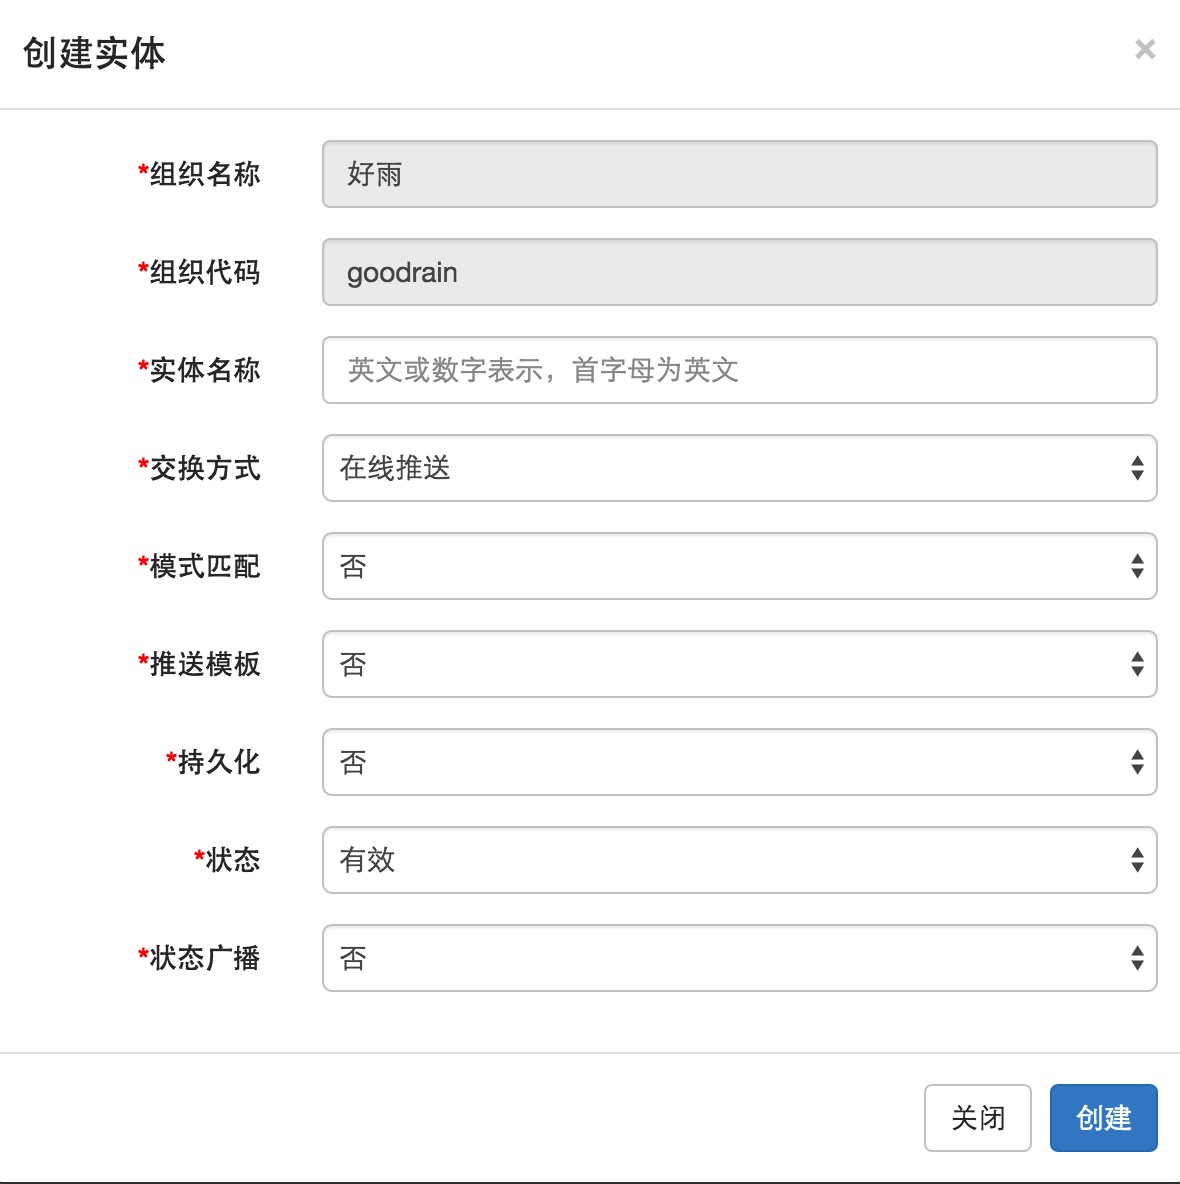 创建实体
×
*组织名称 好雨
*组织代码 goodrain
*实体名称 英文或数字表示，首字母为英文
*交换方式 在线推送
*模式匹配 否
*推送模板 否
*持久化 否
*状态 有效
*状态广播 否
关闭 创建